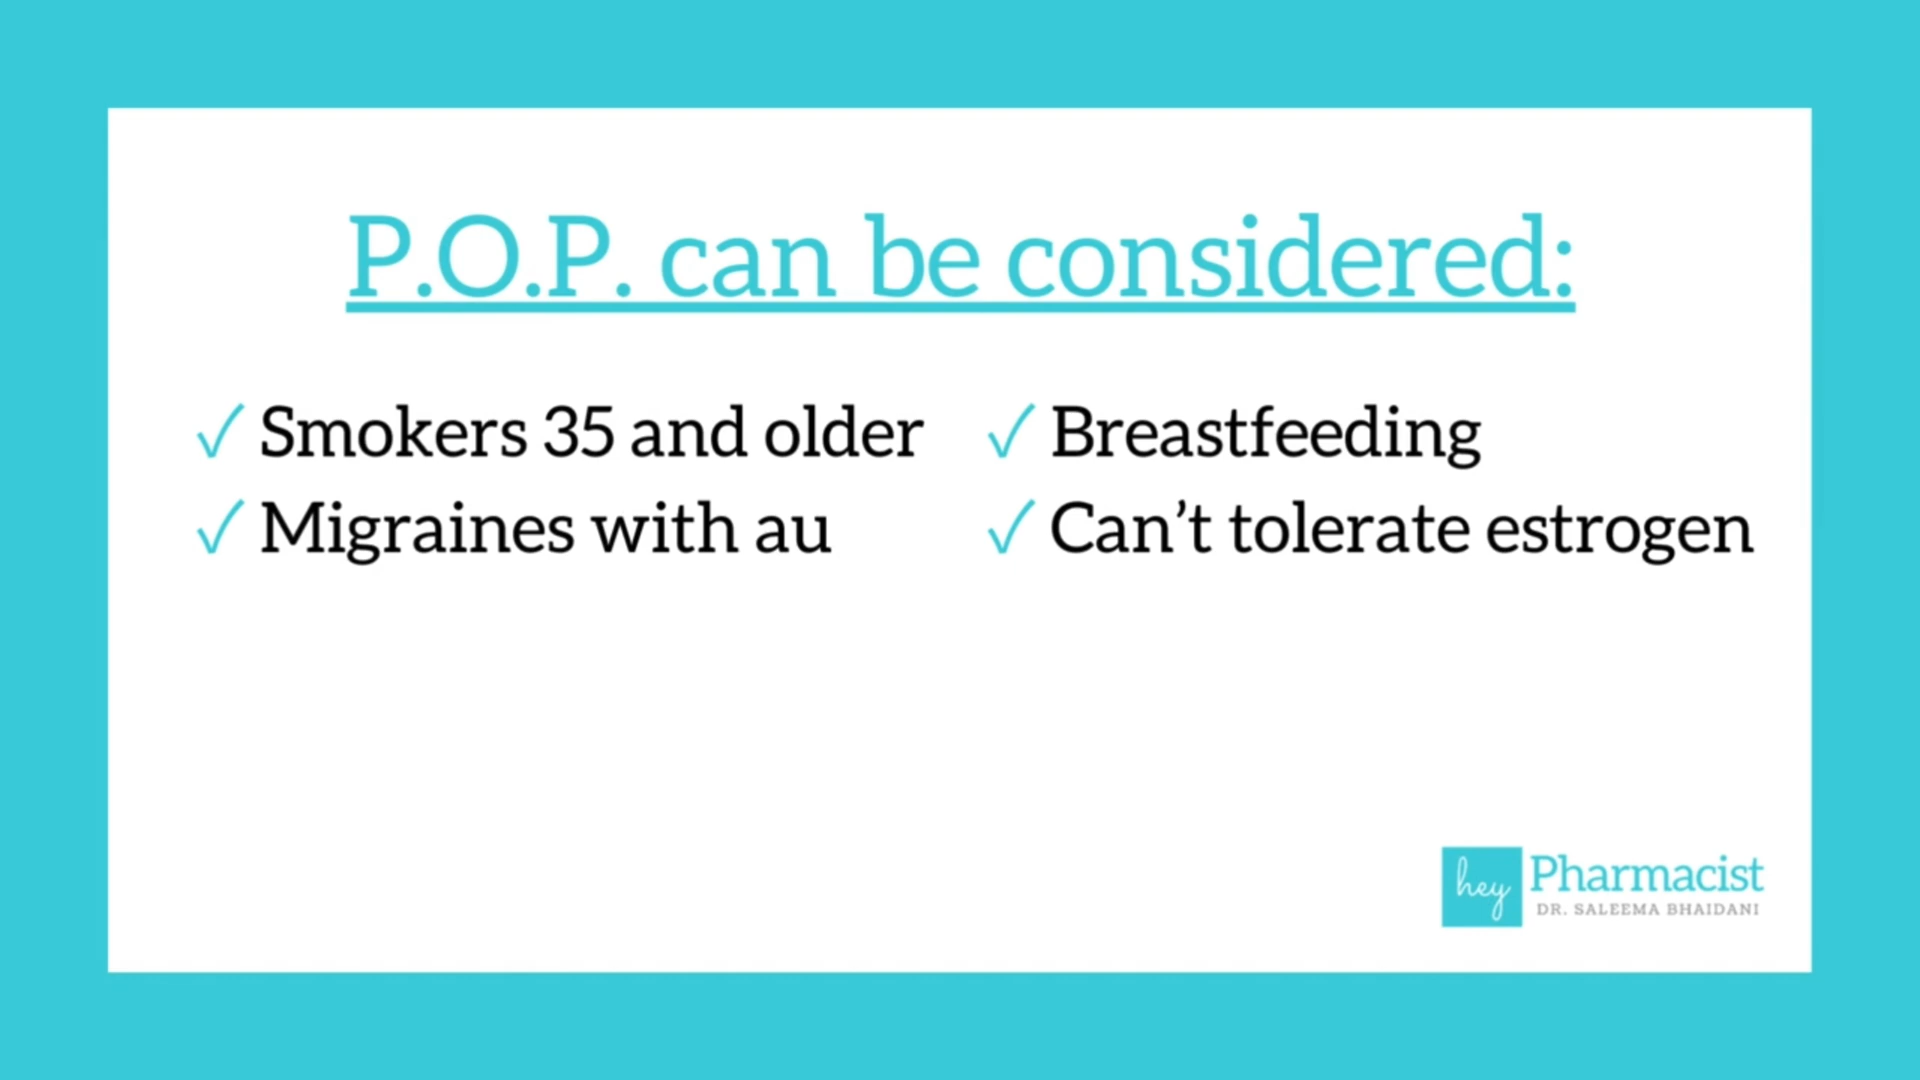 P.O.P. can be considered:
✓ Smokers 35 and older
✓ Migraines with au
✓ Breastfeeding
✓ Can’t tolerate estrogen
hey Pharmacist
DR. SALEEMA BHAIDANI